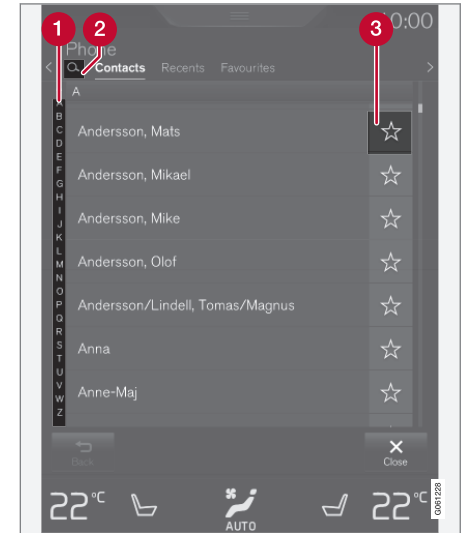 10:00
1
2
3
Phone
Contacts Recents Favourites
A
A
B
C
D
E
F
G
H
I
J
K
L
M
N
O
P
Q
R
S
T
U
V
W
Z
Andersson, Mats
Andersson, Mikael
Andersson, Mike
Andersson, Olof
Andersson/Lindell, Tomas/Magnus
Anna
Anne-Maj
Back
Close
22°C
AUTO
22°C
G061228